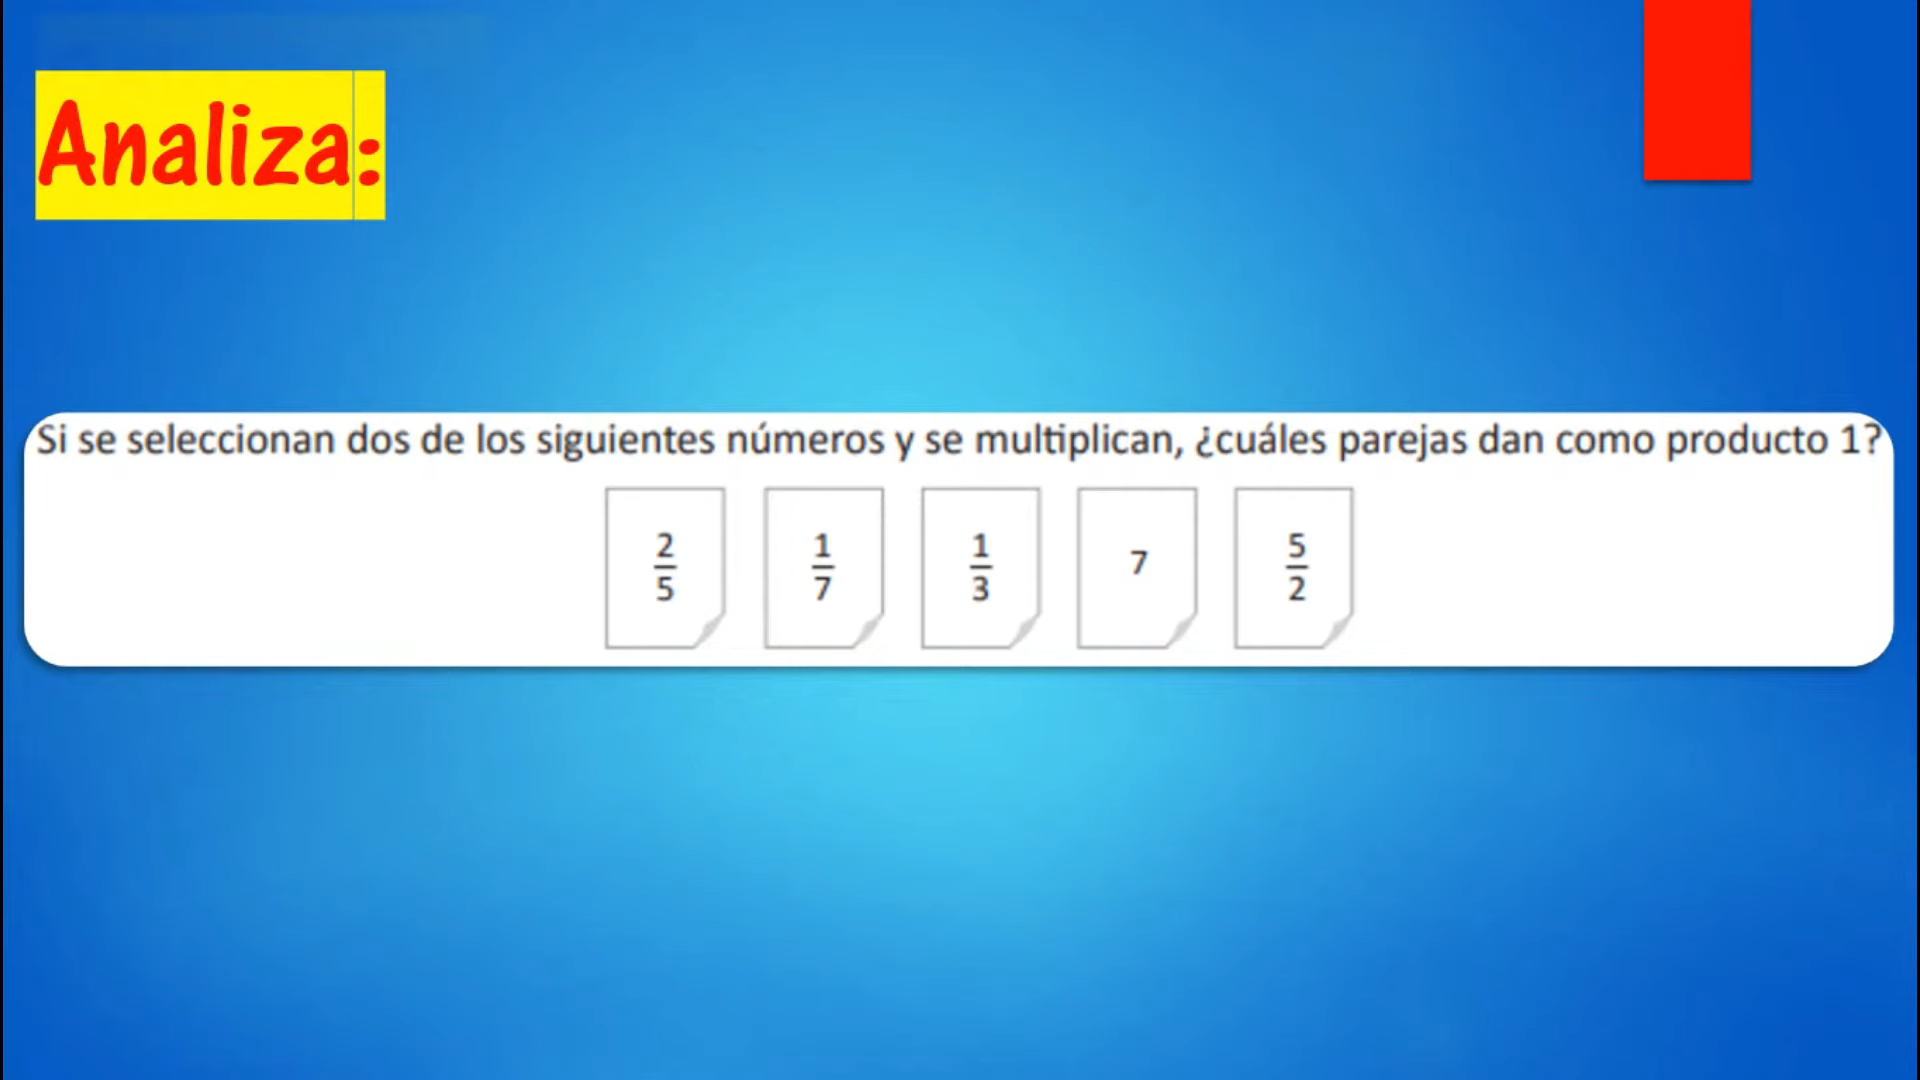 Analiza:
Si se seleccionan dos de los siguientes números y se multiplican, ¿cuáles parejas dan como producto 1?
2/5 1/7 1/3 7 5/2